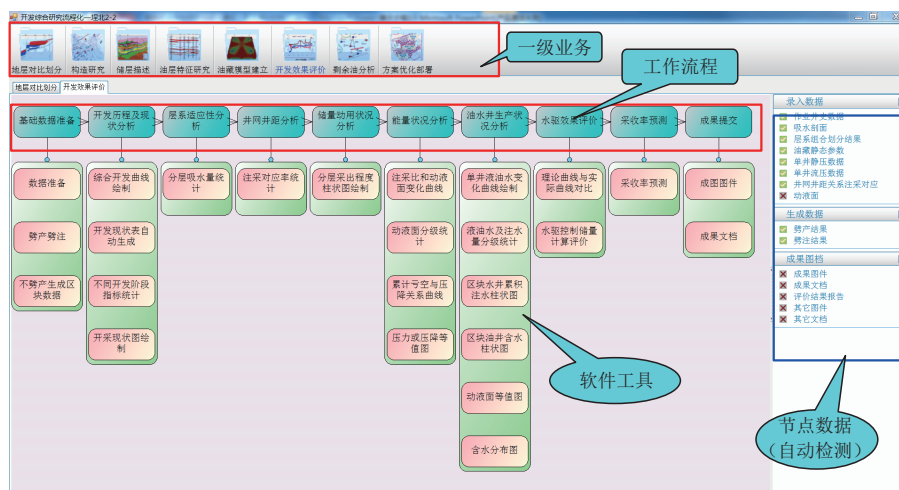 开发综合研究流程化—埕北2-2
一级业务
地层对比划分 构造研究 储层描述 油层特征研究 油藏模型建立 开发效果评价 剩余油分析 方案优化部署
工作流程
地层对比划分 开发效果评价
基础数据准备
开发历程及现
状分析
层系适应性分
析
井网井距分析
储量动用状况
分析
能量状况分析
油水井生产状
况分析
水驱效果评价
采收率预测
成果提交
数据准备
劈产劈注
不劈产生成区
块数据
综合开发曲线
绘制
开发现状表自
动生成
不同开发阶段
指标统计
开采现状图绘
制
分层吸水量统
计
注采对应率统
计
分层采出程度
柱状图绘制
注采比和动液
面变化曲线
动液面分级统
计
累计亏空与压
降关系曲线
压力或压降等
值图
单井液油水变
化曲线绘制
液油水及注水
量分级统计
区块水井累积
注水柱状图
区块油井含水
柱状图
动液面等值图
含水分布图
理论曲线与实
际曲线对比
水驱控制储量
计算评价
采收率预测
成图图件
成果文档
软件工具
录入数据
作业井史数据
吸水剖面
层系组合划分结果
油藏静态参数
单井静压数据
单井流压数据
井网井距关系注采对应
动液面
生成数据
劈产结果
劈注结果
成果图档
成果图件
成果文档
评价结果报告
其它图件
其它文档
节点数据
（自动检测）